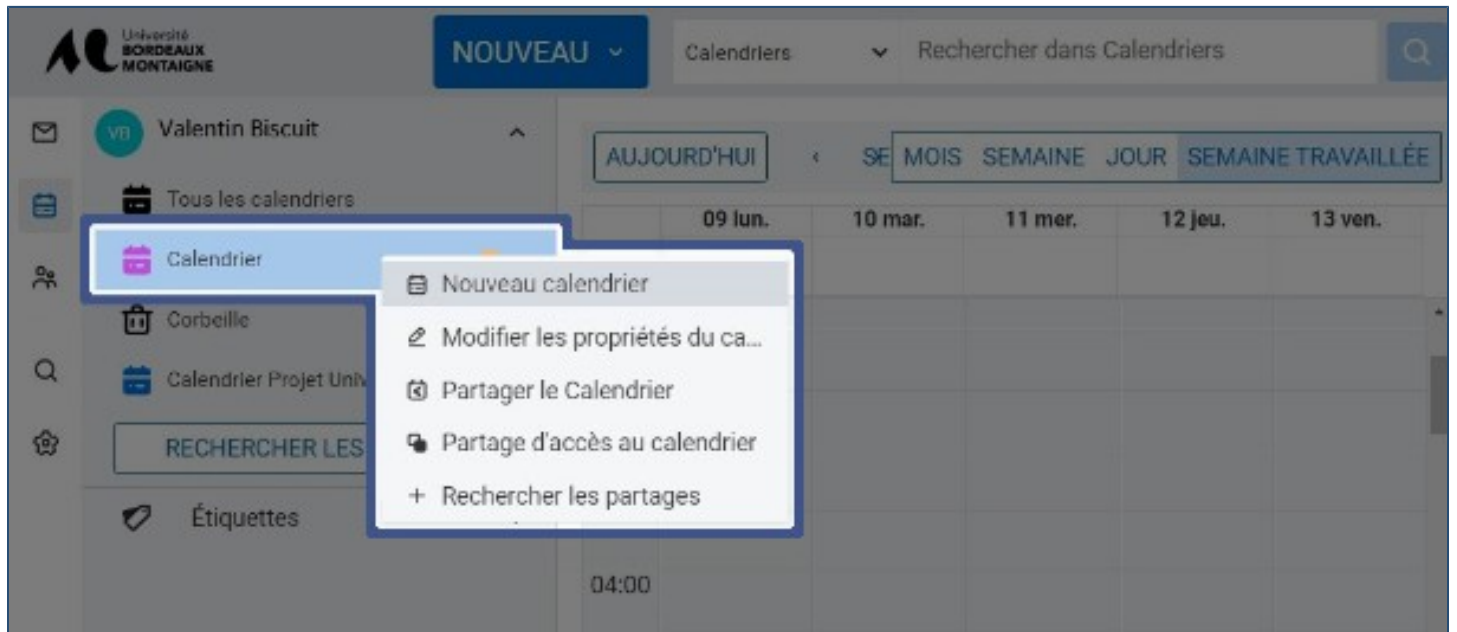 Université
BORDEAUX
MONTAIGNE
NOUVEAU
Calendriers
Rechercher dans Calendriers
VB
Valentin Biscuit
AUJOURD'HUI
SE
MOIS
SEMAINE
JOUR
SEMAINE TRAVAILLÉE
Tous les calendriers
09 lun.
10 mar.
11 mer.
12 jeu.
13 ven.
Calendrier
Nouveau calendrier
Corbeille
Modifier les propriétés du ca...
Calendrier Projet Univ
Partager le Calendrier
RECHERCHER LES
Partage d'accès au calendrier
Rechercher les partages
Étiquettes
04:00